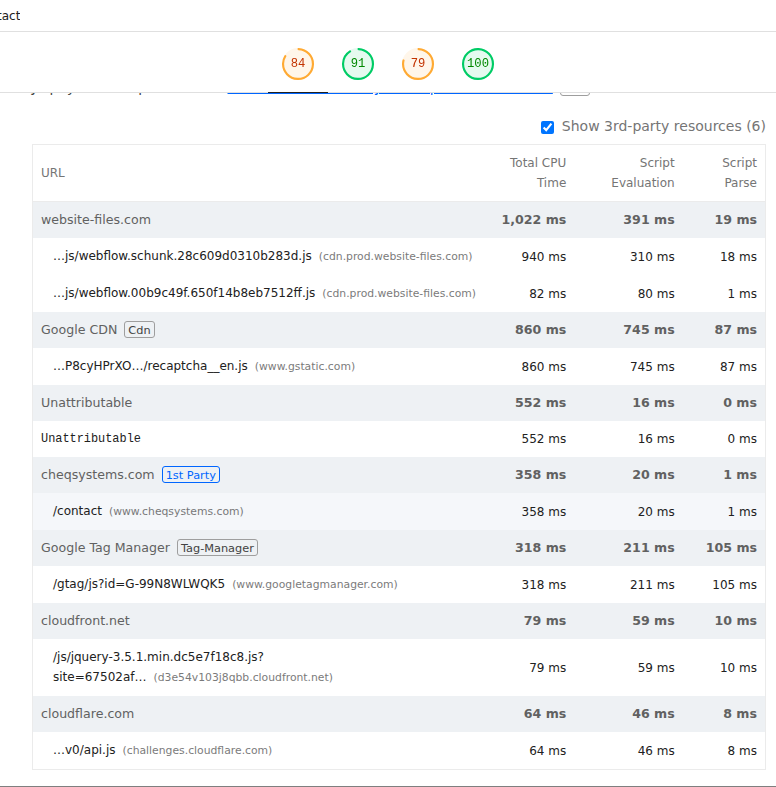 tact
84 91 79 100
Show 3rd-party resources (6)
URL Total CPU Time Script Evaluation Script Parse
website-files.com 1,022 ms 391 ms 19 ms
…js/webflow.schunk.28c609d0310b283d.js (cdn.prod.website-files.com) 940 ms 310 ms 18 ms
…js/webflow.00b9c49f.650f14b8eb7512ff.js (cdn.prod.website-files.com) 82 ms 80 ms 1 ms
Google CDN Cdn 860 ms 745 ms 87 ms
…P8cyHPrXO…/recaptcha__en.js (www.gstatic.com) 860 ms 745 ms 87 ms
Unattributable 552 ms 16 ms 0 ms
Unattributable 552 ms 16 ms 0 ms
cheqsystems.com 1st Party 358 ms 20 ms 1 ms
/contact (www.cheqsystems.com) 358 ms 20 ms 1 ms
Google Tag Manager Tag-Manager 318 ms 211 ms 105 ms
/gtag/js?id=G-99N8WLWQK5 (www.googletagmanager.com) 318 ms 211 ms 105 ms
cloudfront.net 79 ms 59 ms 10 ms
/js/jquery-3.5.1.min.dc5e7f18c8.js?
site=67502af… (d3e54v103j8qbb.cloudfront.net) 79 ms 59 ms 10 ms
cloudflare.com 64 ms 46 ms 8 ms
…v0/api.js (challenges.cloudflare.com) 64 ms 46 ms 8 ms